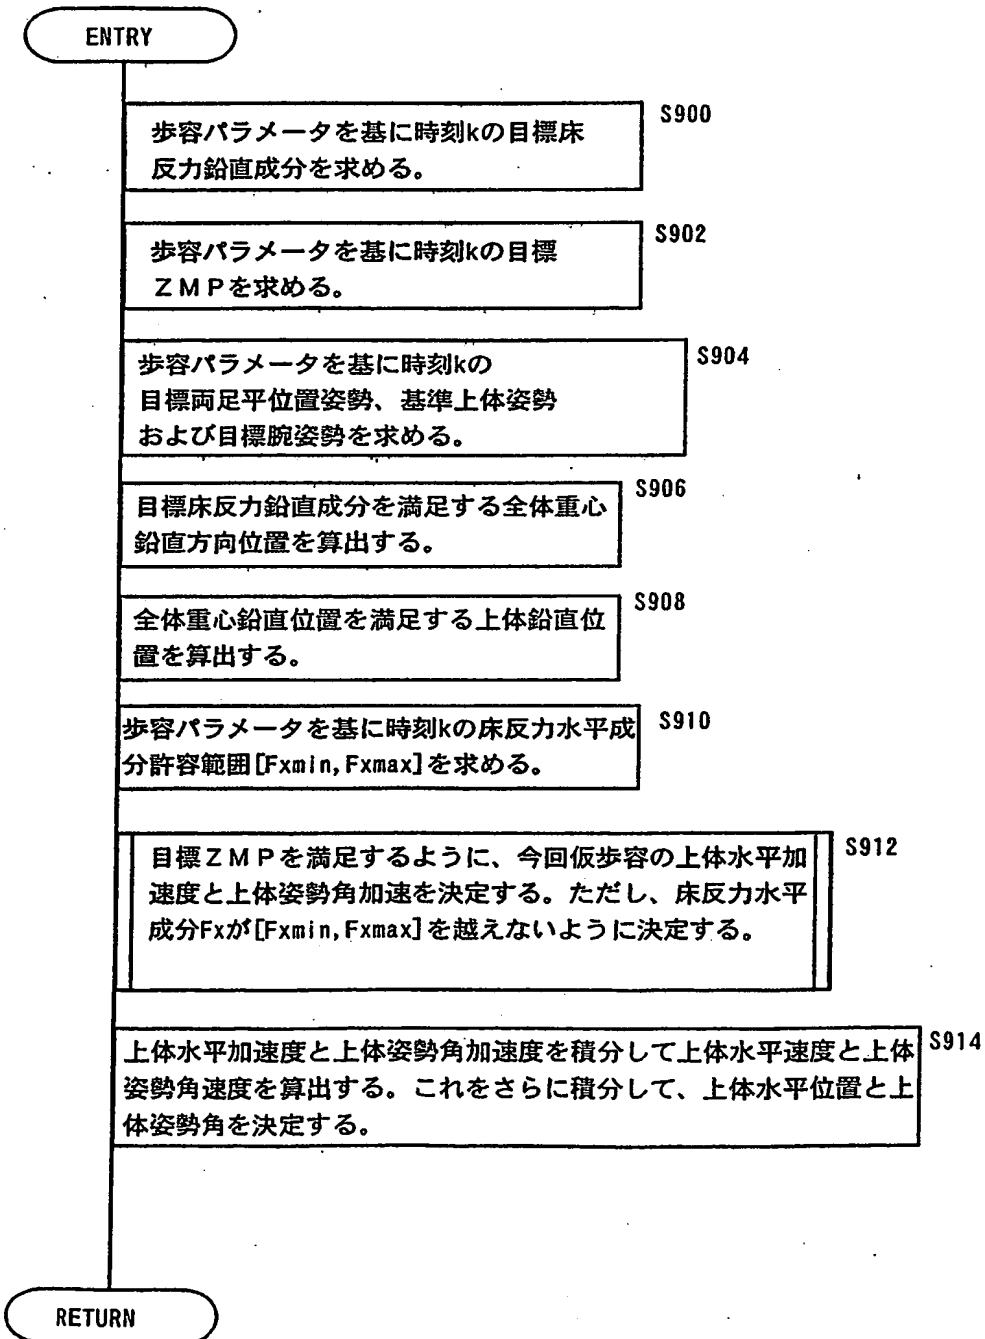 ENTRY
S900
歩容パラメータを基に時刻kの目標床
反力鉛直成分を求める。
S902
歩容パラメータを基に時刻kの目標
ＺＭＰを求める。
S904
歩容パラメータを基に時刻kの
目標両足平位置姿勢、基準上体姿勢
および目標腕姿勢を求める。
S906
目標床反力鉛直成分を満足する全体重心
鉛直方向位置を算出する。
S908
全体重心鉛直位置を満足する上体鉛直位
置を算出する。
S910
歩容パラメータを基に時刻kの床反力水平成
分許容範囲[Fxmin,Fxmax]を求める。
S912
目標ＺＭＰを満足するように、今回仮歩容の上体水平加
速度と上体姿勢角加速を決定する。ただし、床反力水平
成分Fxが[Fxmin,Fxmax]を越えないように決定する。
S914
上体水平加速度と上体姿勢角加速度を積分して上体水平速度と上体
姿勢角速度を算出する。これをさらに積分して、上体水平位置と上
体姿勢角を決定する。
RETURN